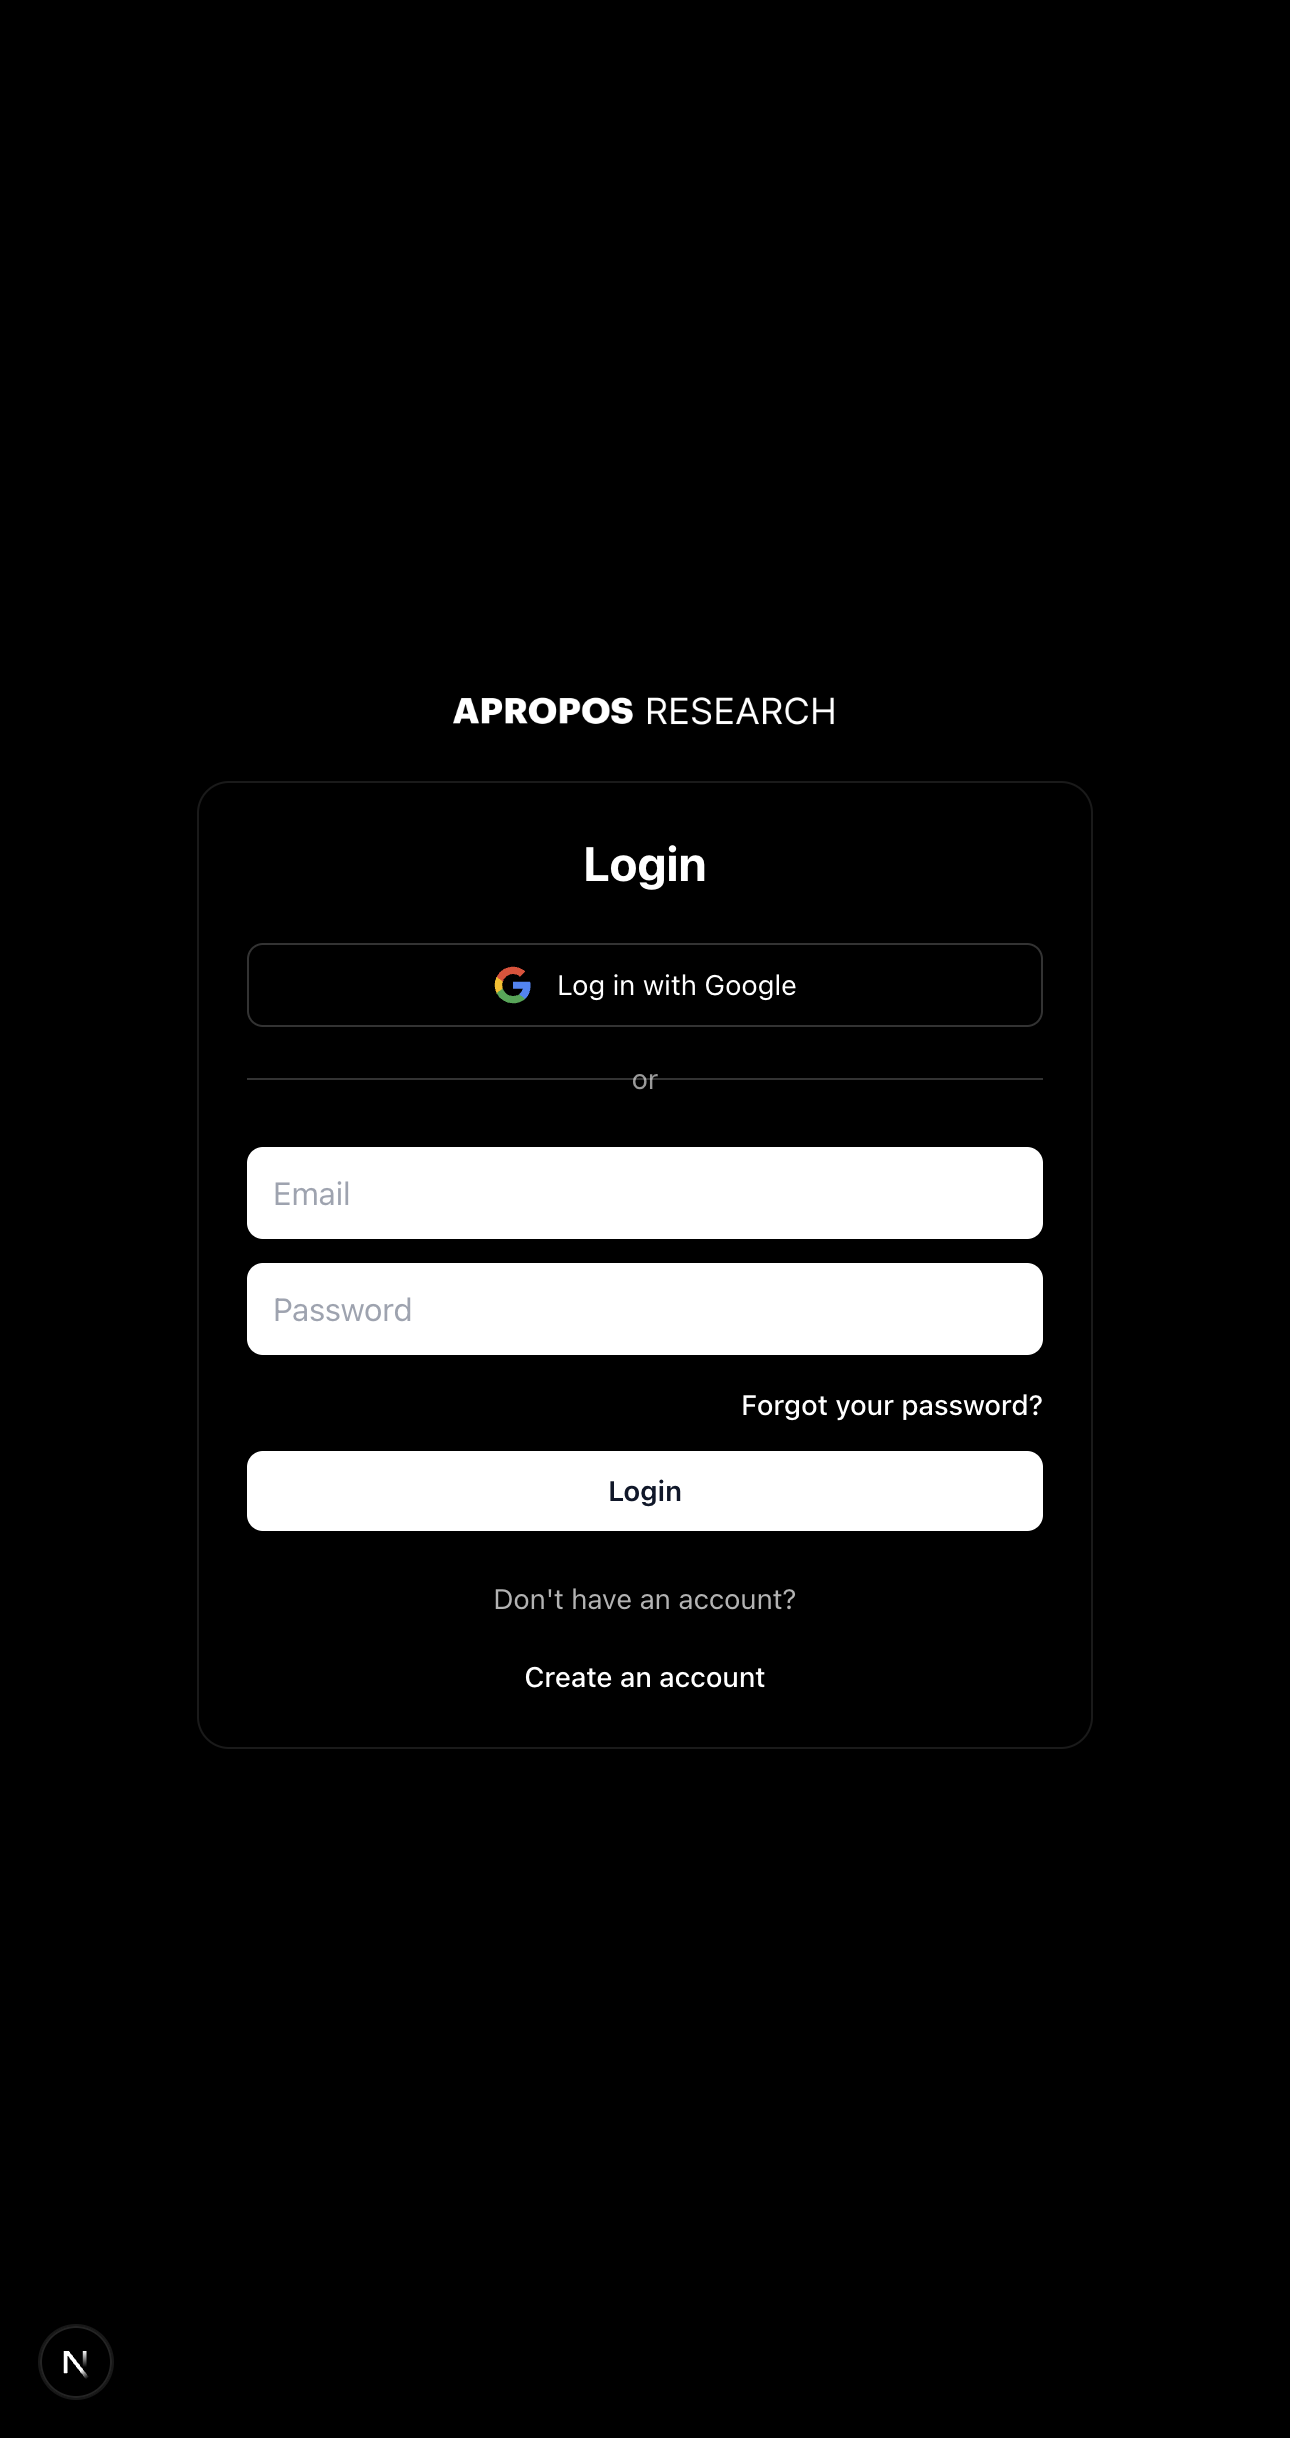 APROPOS RESEARCH
Login
Log in with Google
or
Email
Password
Forgot your password?
Login
Don't have an account?
Create an account
N